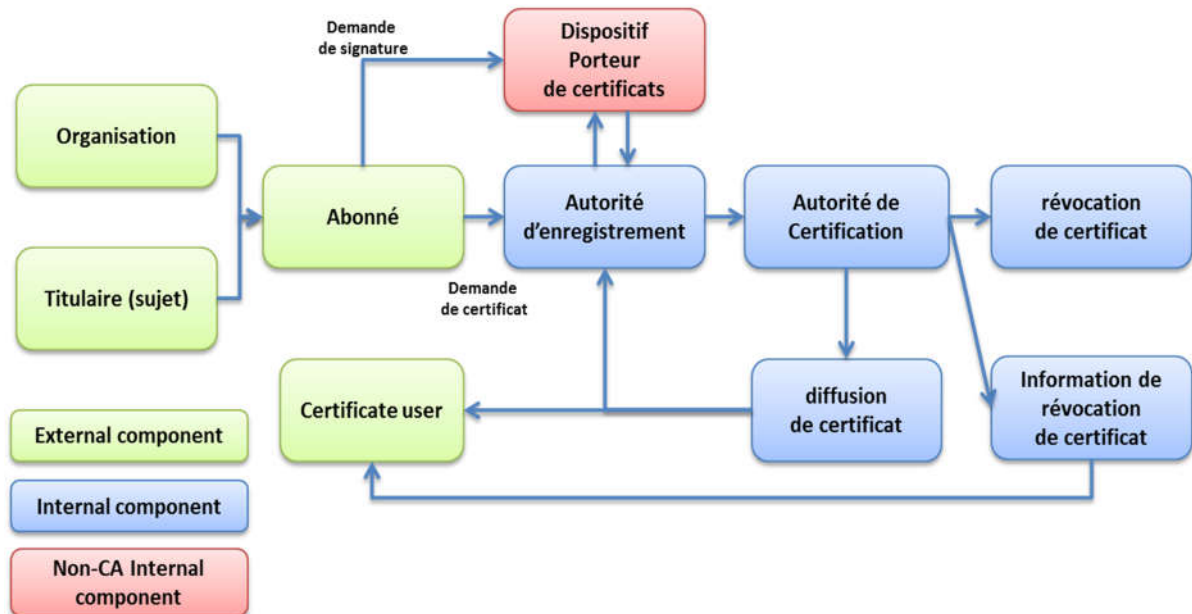 Demande
de signature
Dispositif
Porteur
de certificats
Organisation
Abonné
Autorité
d’enregistrement
Autorité de
Certification
révocation
de certificat
Titulaire (sujet)
Demande
de certificat
Certificate user
diffusion
de certificat
Information de
révocation
de certificat
External component
Internal component
Non-CA Internal
component